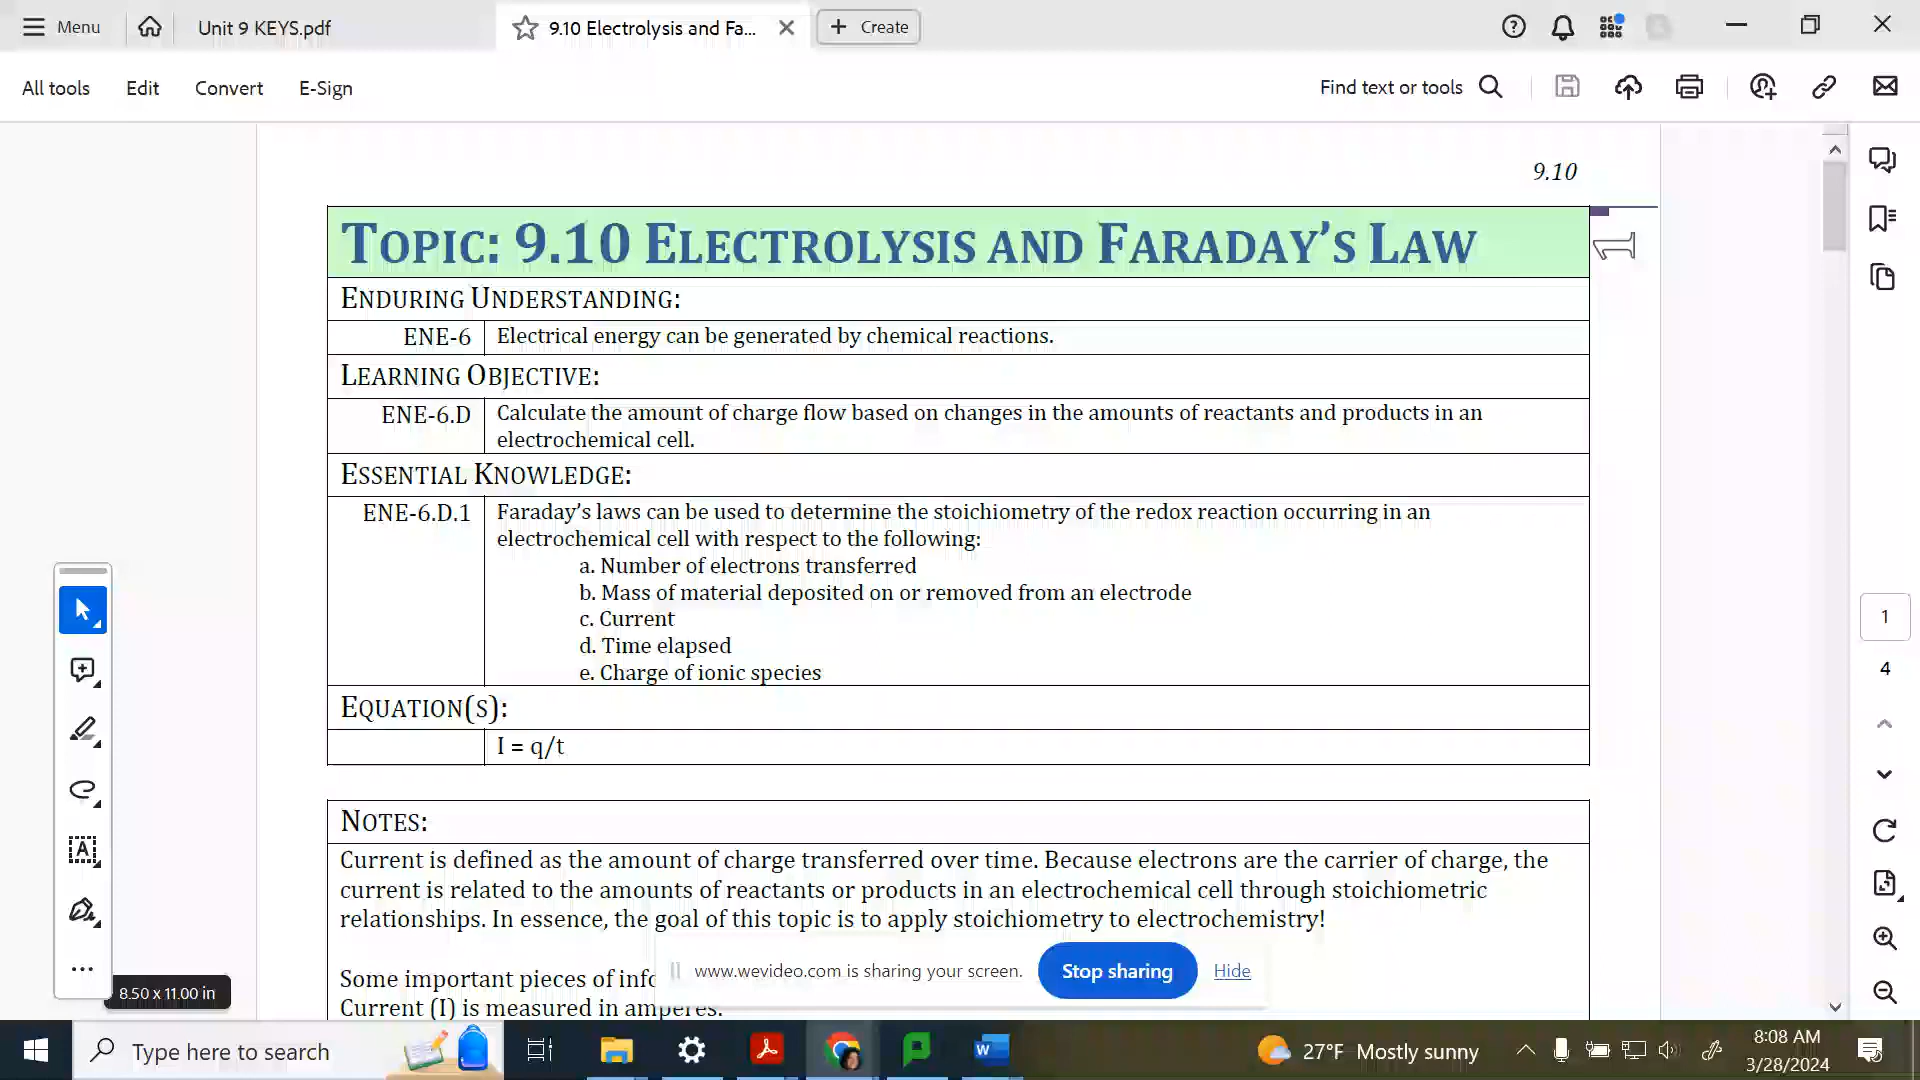 Menu
Unit 9 KEYS.pdf
9.10 Electrolysis and Fa...
Create
All tools
Edit
Convert
E-Sign
Find text or tools
9.10
TOPIC: 9.10 ELECTROLYSIS AND FARADAY'S LAW
1
ENDURING UNDERSTANDING:
ENE-6 Electrical energy can be generated by chemical reactions.
LEARNING OBJECTIVE:
ENE-6.D Calculate the amount of charge flow based on changes in the amounts of reactants and products in an
electrochemical cell.
ESSENTIAL KNOWLEDGE:
ENE-6.D.1 Faraday's laws can be used to determine the stoichiometry of the redox reaction occurring in an
electrochemical cell with respect to the following:
a. Number of electrons transferred
b. Mass of material deposited on or removed from an electrode
c. Current
d. Time elapsed
e. Charge of ionic species
EQUATION(S):
I = q/t
NOTES:
Current is defined as the amount of charge transferred over time. Because electrons are the carrier of charge, the
current is related to the amounts of reactants or products in an electrochemical cell through stoichiometric
relationships. In essence, the goal of this topic is to apply stoichiometry to electrochemistry!
Some important pieces of info
Current (I) is measured in amperes.
www.wevideo.com is sharing your screen.
Stop sharing
Hide
8.50 x 11.00 in
1
4
Type here to search
27°F Mostly sunny
8:08 AM
3/28/2024